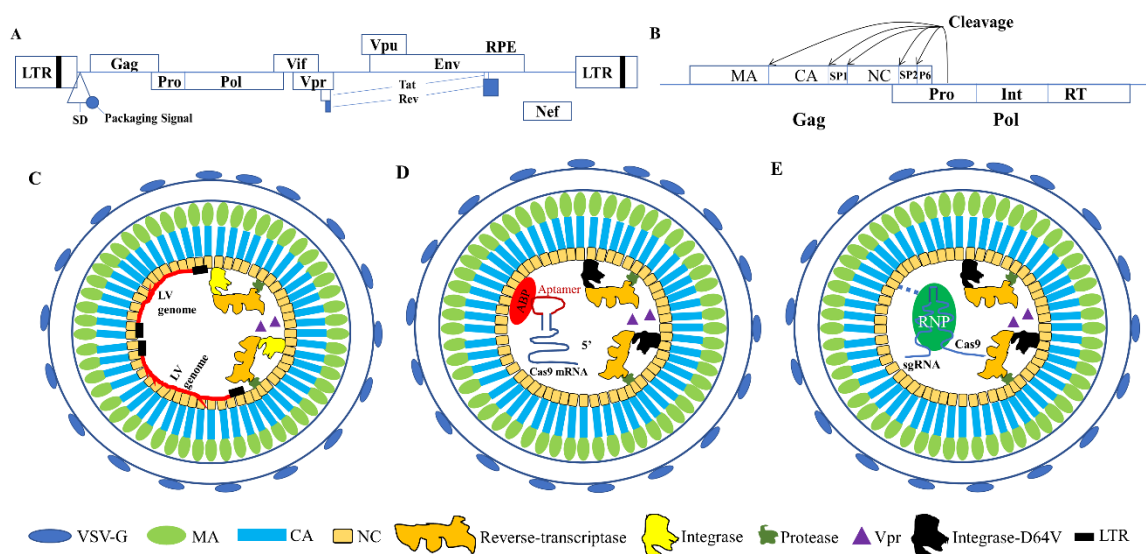 A
LTR
Gag
Pro
Pol
Vif
Vpr
Vpu
RPE
Env
Tat
Rev
Nef
LTR
SD
Packaging Signal
B
Cleavage
MA
CA
SP1
NC
SP2
P6
Pro
Int
RT
Gag
Pol
C
LV
genome
LV
genome
D
ABP
Aptamer
5’
Cas9 mRNA
E
RNP
Cas9
sgRNA
VSV-G
MA
CA
NC
Reverse-transcriptase
Integrase
Protease
Vpr
Integrase-D64V
LTR